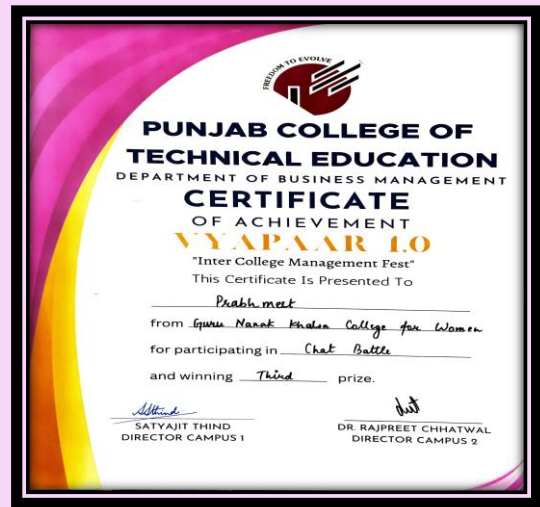 FREEDOM TO EVOLVE
PUNJAB COLLEGE OF
TECHNICAL EDUCATION
DEPARTMENT OF BUSINESS MANAGEMENT
CERTIFICATE
OF ACHIEVEMENT
VYAPAAR 1.0
"Inter College Management Fest"
This Certificate Is Presented To
Prabhmeet
from Guru Nanak Khalsa College for Women
for participating in Chat Battle
and winning Third prize.
SATYAJIT THIND
DIRECTOR CAMPUS 1
DR. RAJPREET CHHATWAL
DIRECTOR CAMPUS 2